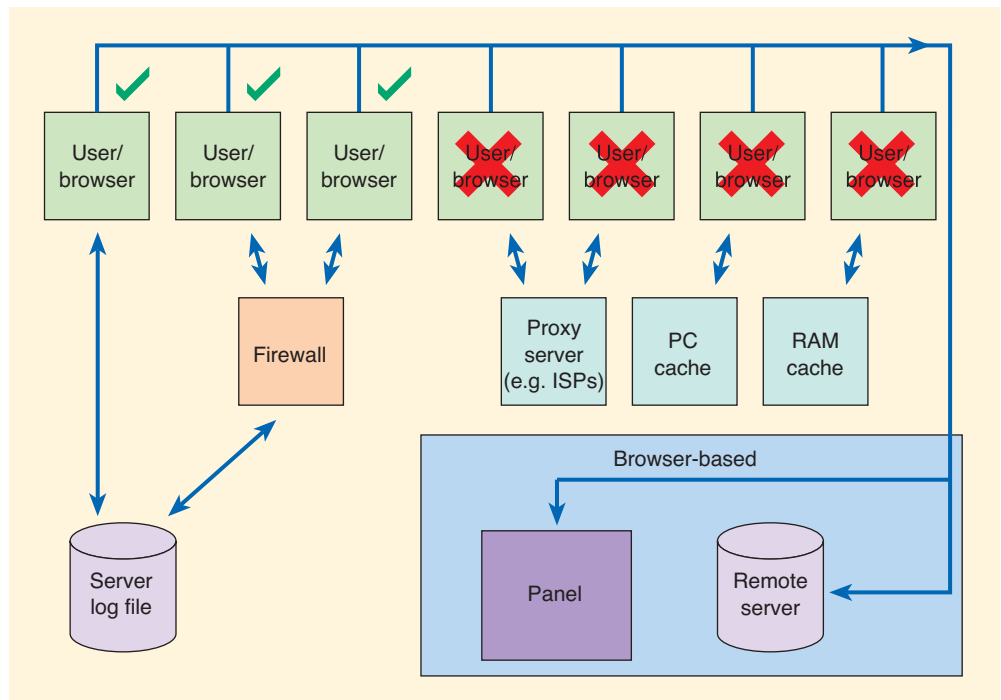 User/
browser
User/
browser
User/
browser
User/
browser
User/
browser
User/
browser
User/
browser
Firewall
Proxy
server
(e.g. ISPs)
PC
cache
RAM
cache
Browser-based
Server
log file
Panel
Remote
server